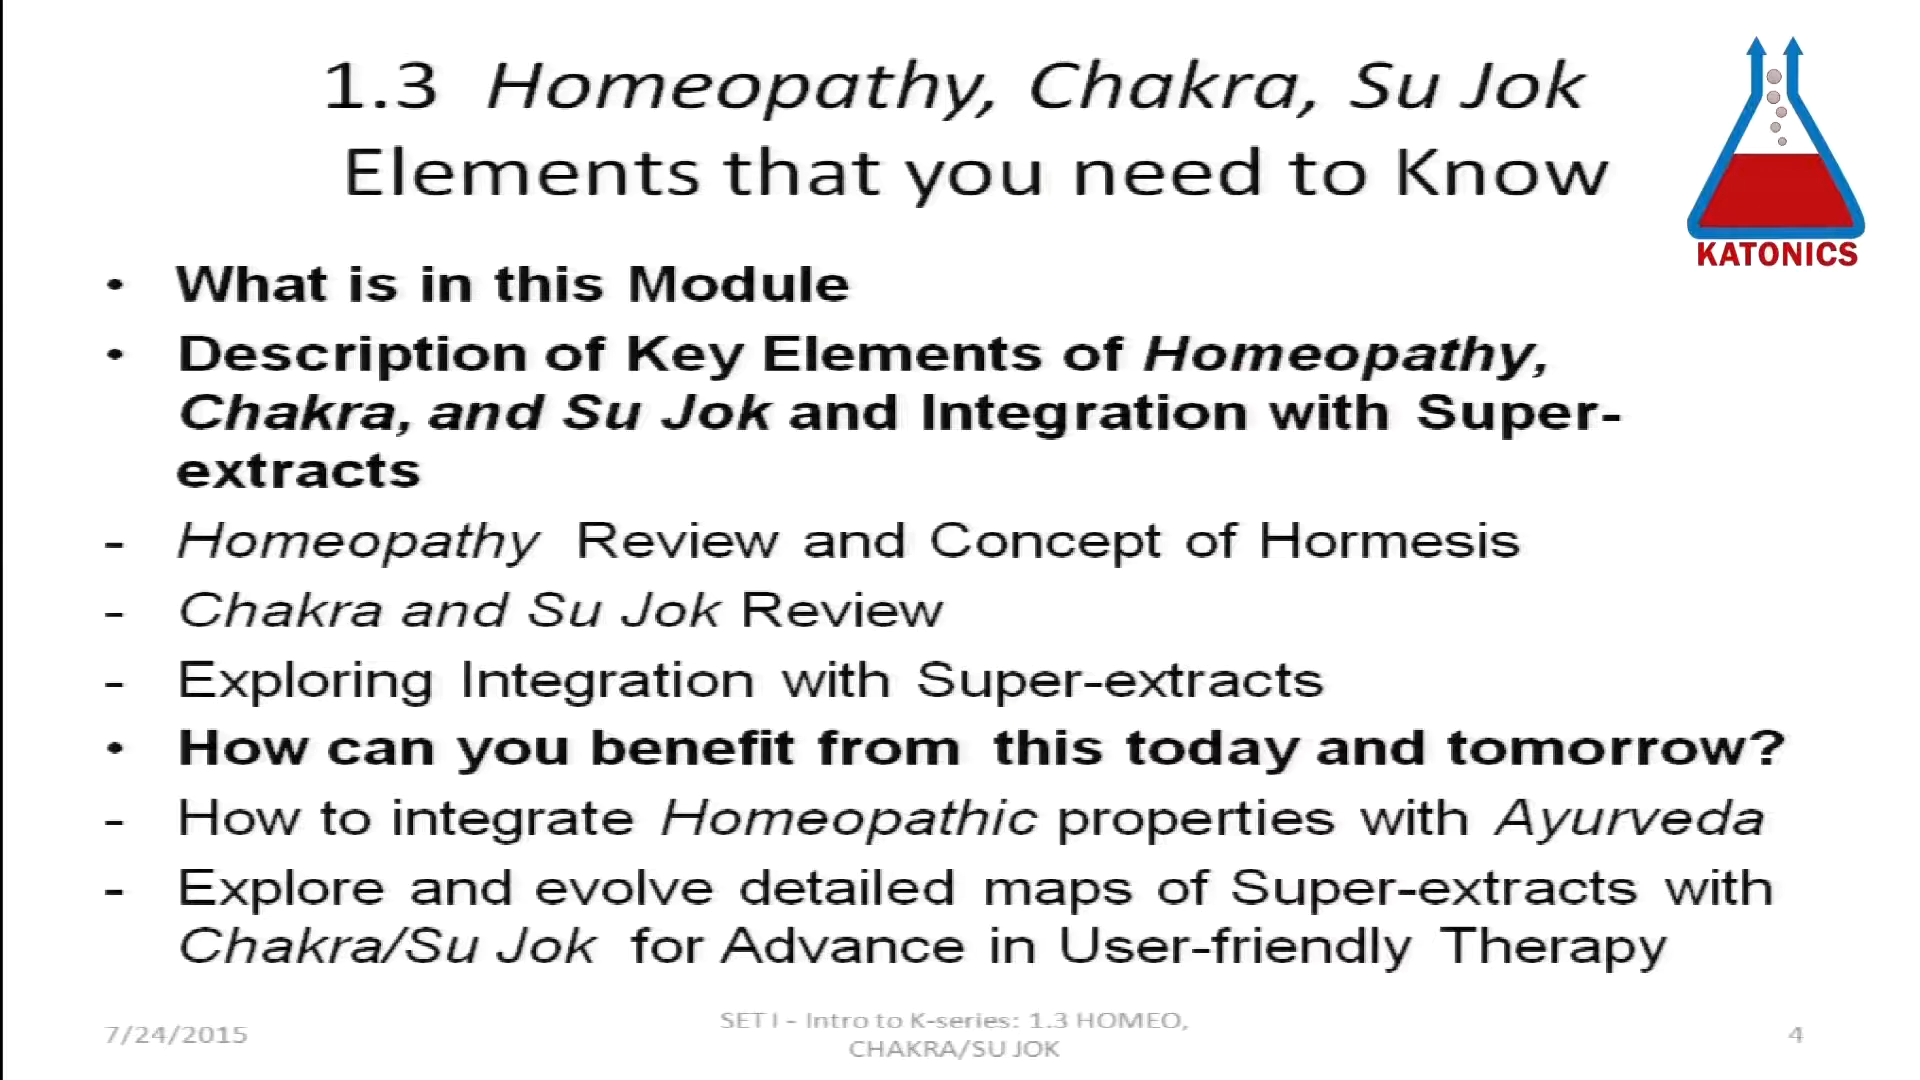 1.3 Homeopathy, Chakra, Su Jok
Elements that you need to Know
KATONICS
• What is in this Module
• Description of Key Elements of Homeopathy,
Chakra, and Su Jok and Integration with Super-
extracts
- Homeopathy Review and Concept of Hormesis
- Chakra and Su Jok Review
- Exploring Integration with Super-extracts
• How can you benefit from this today and tomorrow?
- How to integrate Homeopathic properties with Ayurveda
- Explore and evolve detailed maps of Super-extracts with
Chakra/Su Jok for Advance in User-friendly Therapy
7/24/2015
SET I - Intro to K-series: 1.3 HOMEO,
CHAKRA/SU JOK
4